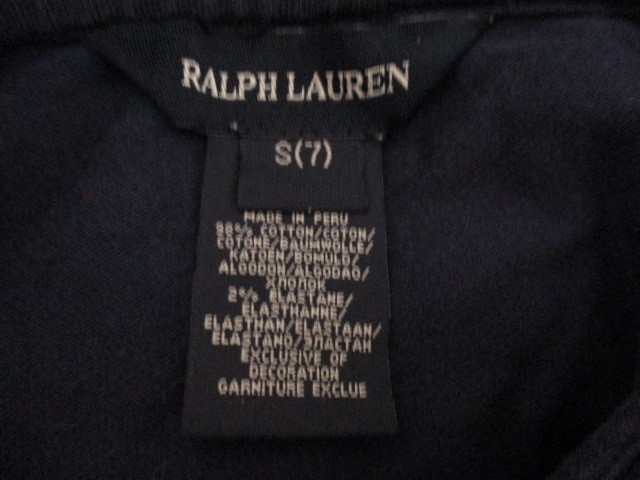 RALPH LAUREN
S(7)
MADE IN PERU
98% COTTON/COTON/
COTONE/BAUMWOLLE/
KATOEN/BOMULD/
ALGODON/ALGODAO/
ХЛОПОК
2% ELASTANE/
ELASTHANNE/
ELASTHAN/ELASTAAN/
ELASTANO/ЭЛАСТАН
EXCLUSIVE OF
DECORATION
GARNITURE EXCLUE